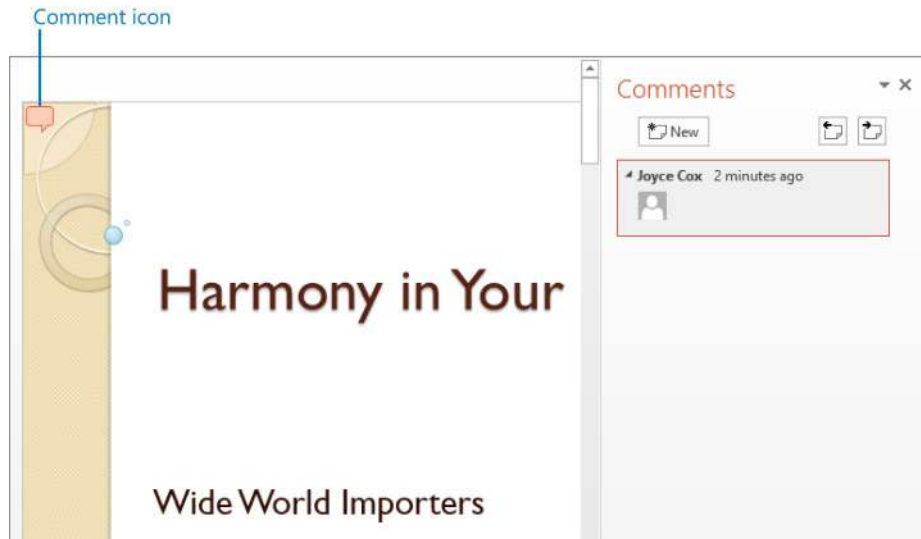 Comment icon
Comments
New
Joyce Cox 2 minutes ago
Harmony in Your
Wide World Importers